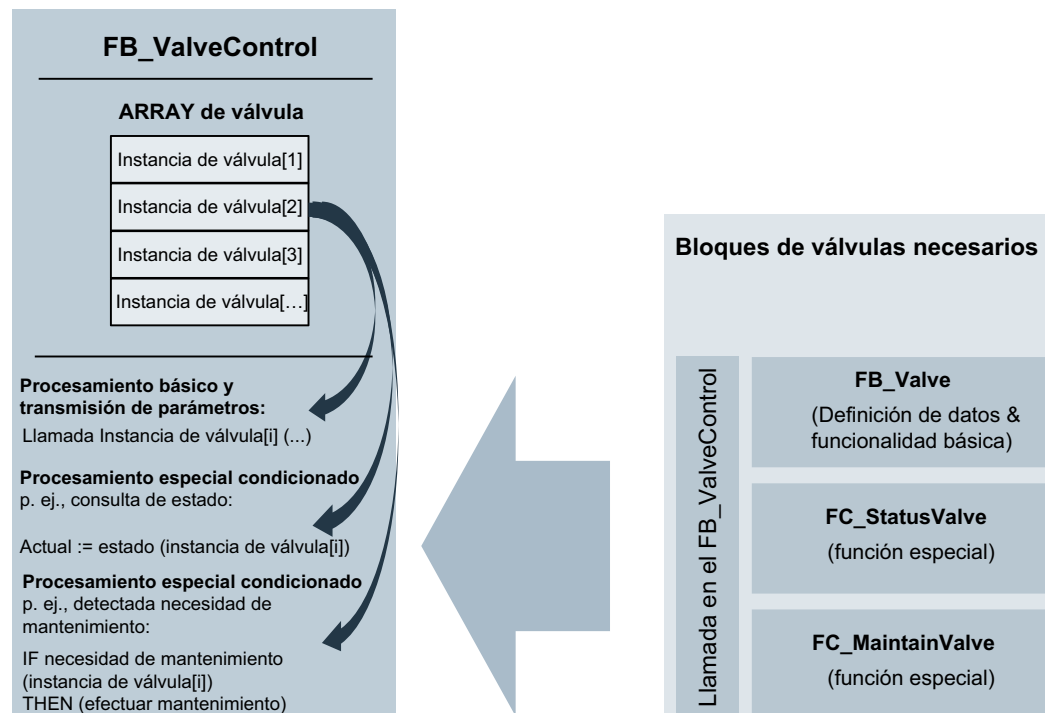 FB_ValveControl
ARRAY de válvula
Instancia de válvula[1]
Instancia de válvula[2]
Instancia de válvula[3]
Instancia de válvula[…]
Procesamiento básico y
transmisión de parámetros:
Llamada Instancia de válvula[i] (...)
Procesamiento especial condicionado
p. ej., consulta de estado:
Actual := estado (instancia de válvula[i])
Procesamiento especial condicionado
p. ej., detectada necesidad de
mantenimiento:
IF necesidad de mantenimiento
(instancia de válvula[i])
THEN (efectuar mantenimiento)
Bloques de válvulas necesarios
Llamada en el FB_ValveControl
FB_Valve
(Definición de datos &
funcionalidad básica)
FC_StatusValve
(función especial)
FC_MaintainValve
(función especial)